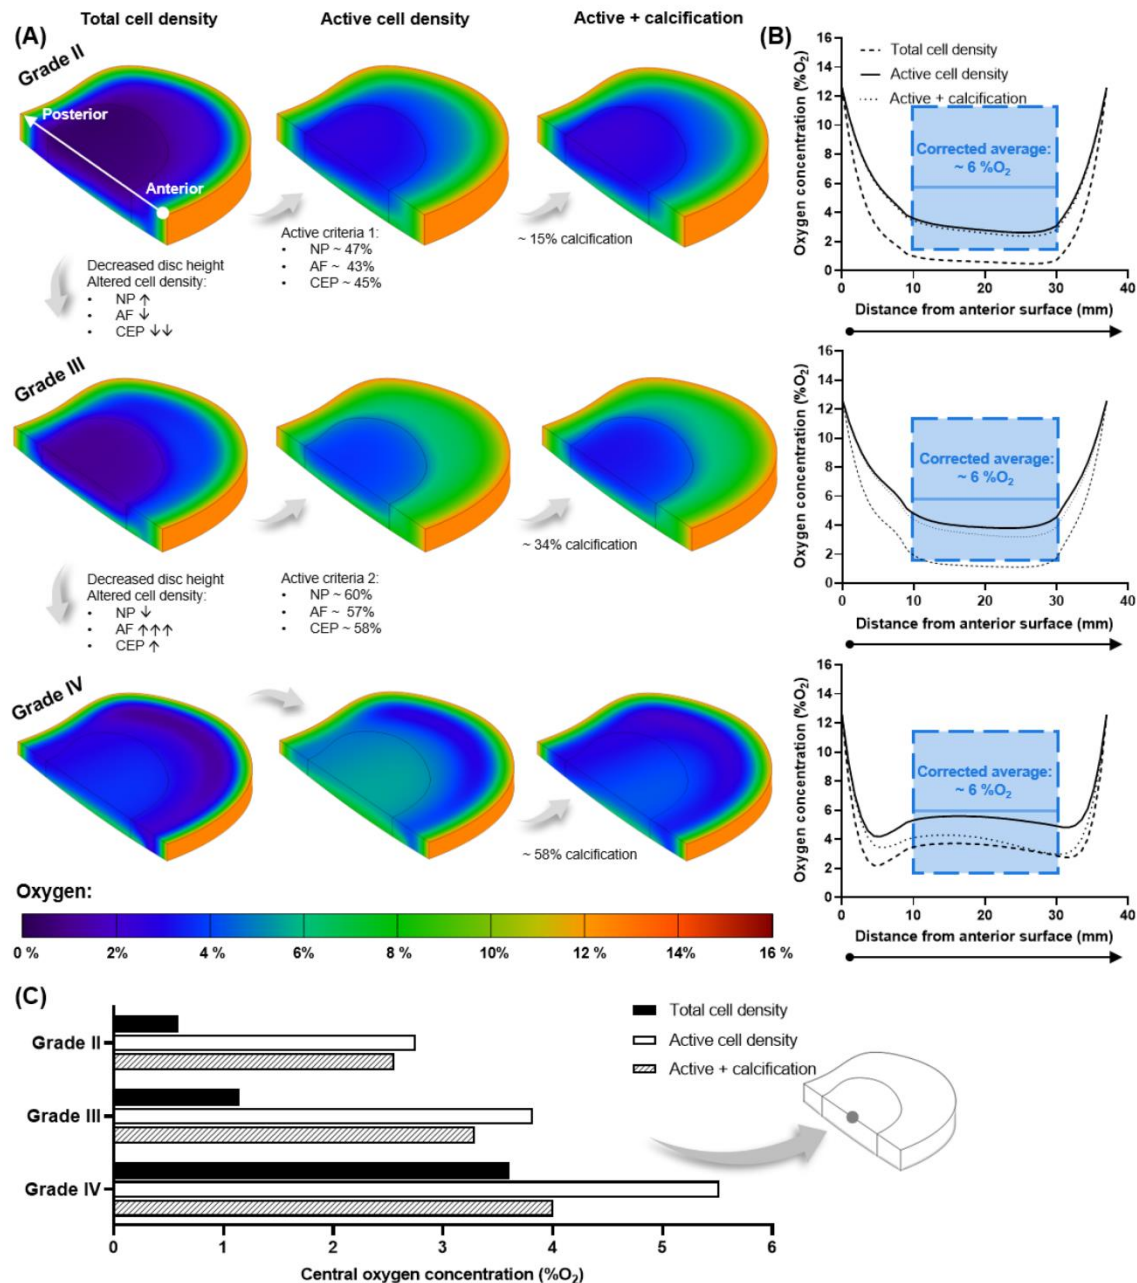 (A)
Total cell density
Active cell density
Active + calcification
Grade II
Posterior
Anterior
Active criteria 1:
• NP ~ 47%
• AF ~ 43%
• CEP ~ 45%
~ 15% calcification
Decreased disc height
Altered cell density:
• NP ↑
• AF ↓
• CEP ↓↓
Grade III
~ 34% calcification
Decreased disc height
Altered cell density:
• NP ↓
• AF ↑↑↑
• CEP ↑
Active criteria 2:
• NP ~ 60%
• AF ~ 57%
• CEP ~ 58%
Grade IV
~ 58% calcification
Oxygen:
0 % 2% 4 % 6% 8 % 10% 12 % 14% 16 %
(B)
Oxygen concentration (%O₂)
16
14
12
10
8
6
4
2
0
Total cell density
Active cell density
Active + calcification
Corrected average:
~ 6 %O₂
0 10 20 30 40
Distance from anterior surface (mm)
Oxygen concentration (%O₂)
16
14
12
10
8
6
4
2
0
Corrected average:
~ 6 %O₂
0 10 20 30 40
Distance from anterior surface (mm)
Oxygen concentration (%O₂)
16
14
12
10
8
6
4
2
0
Corrected average:
~ 6 %O₂
0 10 20 30 40
Distance from anterior surface (mm)
(C)
Total cell density
Active cell density
Active + calcification
Grade II
Grade III
Grade IV
0 1 2 3 4 5 6
Central oxygen concentration (%O₂)